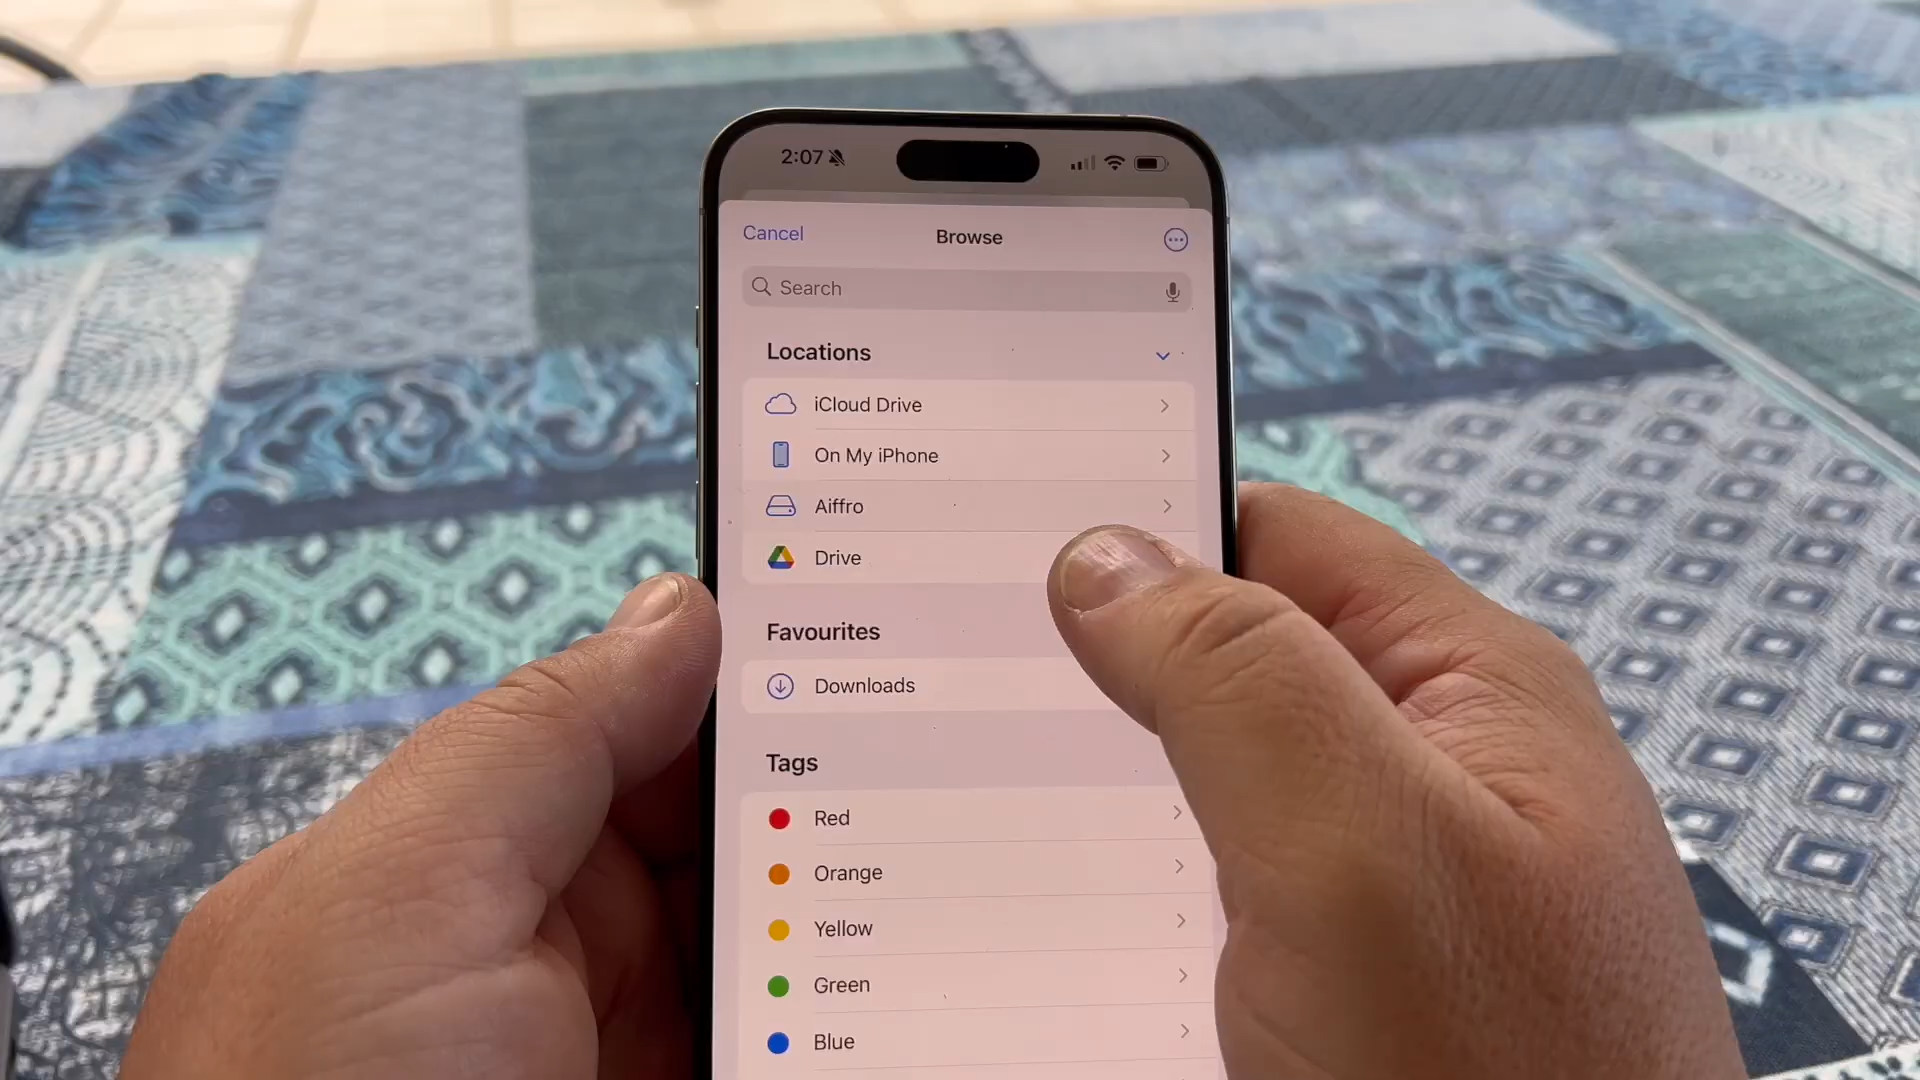 2:07
Cancel
Browse
Search
Locations
iCloud Drive
On My iPhone
Aiffro
Drive
Favourites
Downloads
Tags
Red
Orange
Yellow
Green
Blue